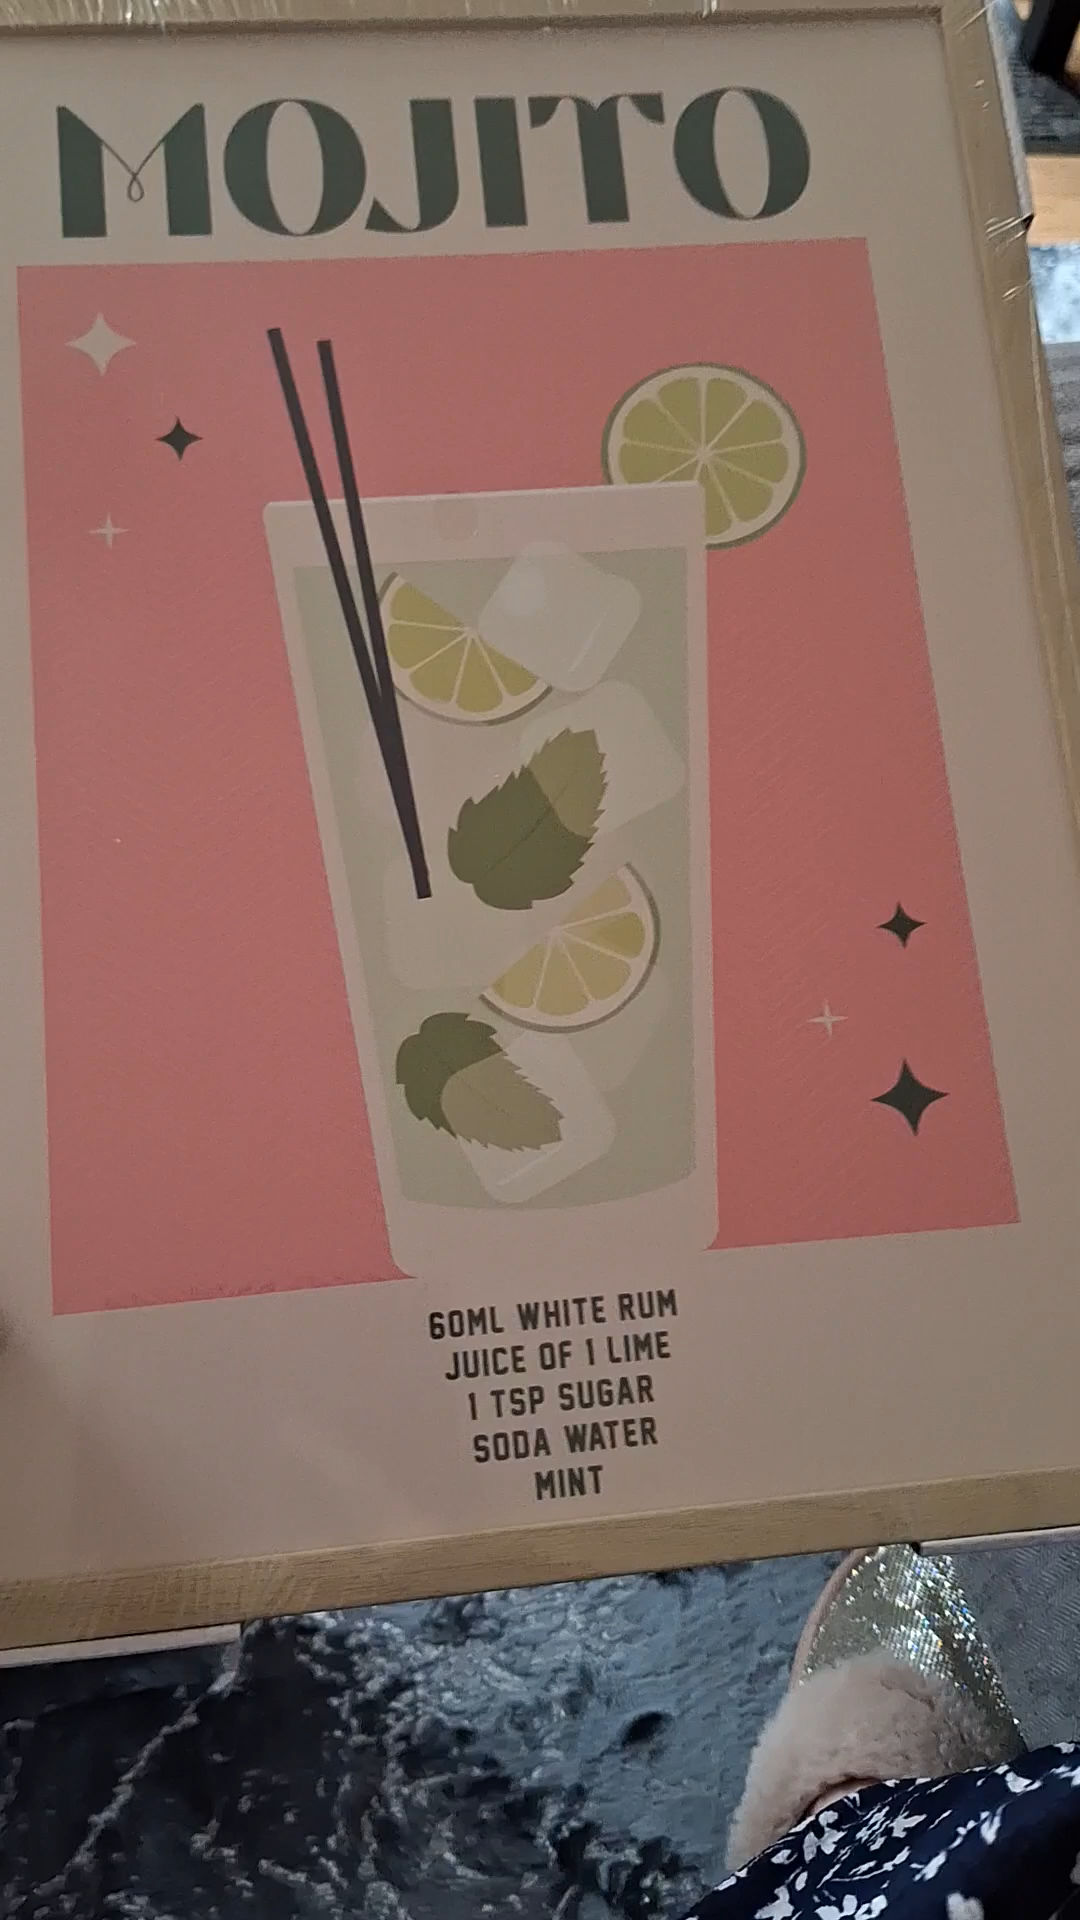 MOJITO
60ML WHITE RUM
JUICE OF 1 LIME
1 TSP SUGAR
SODA WATER
MINT